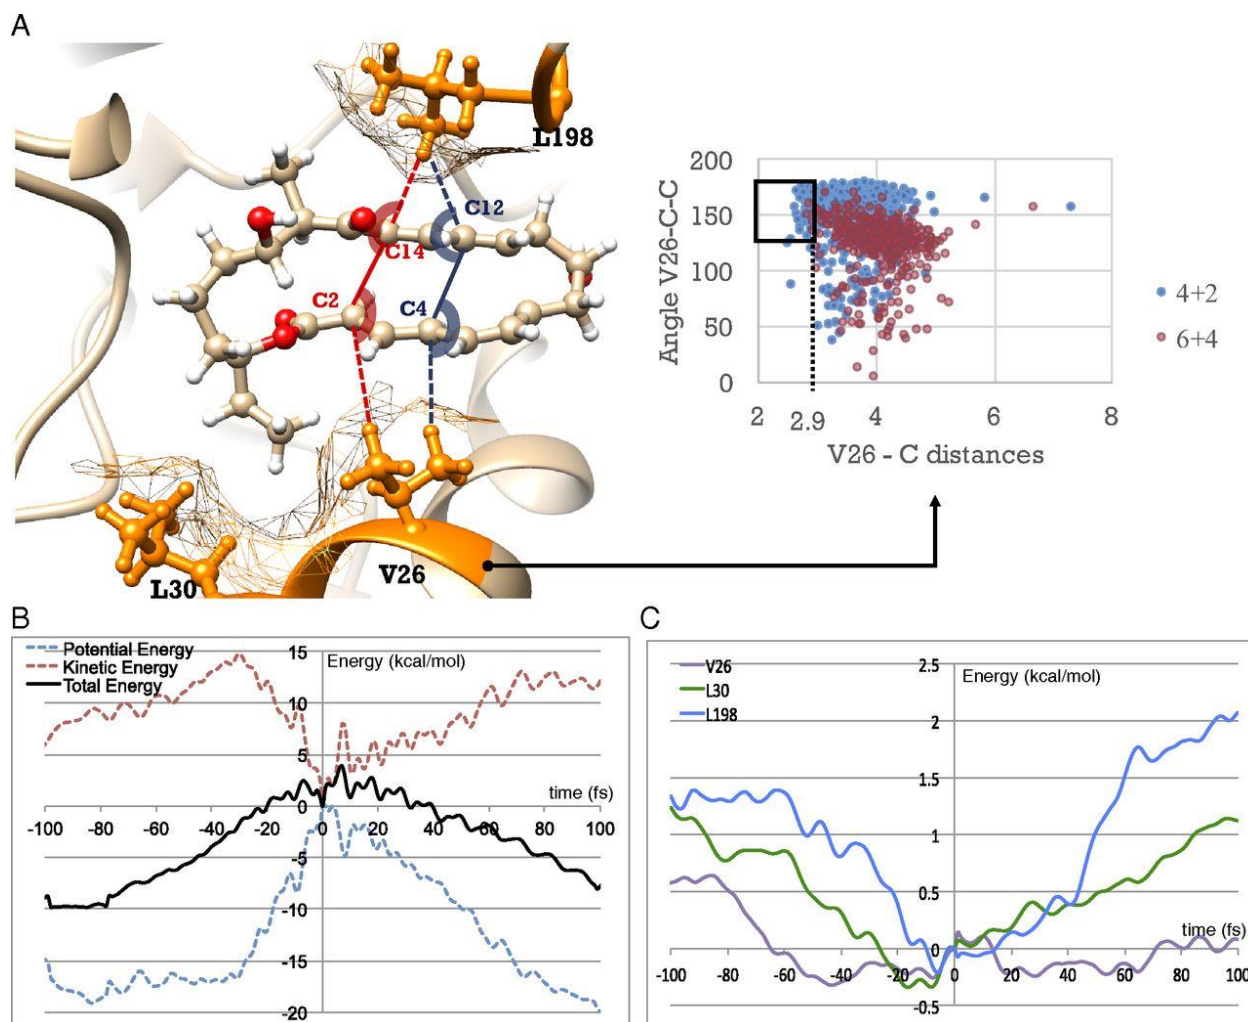 A
L198
C12
C14
C2
C4
V26
L30
200
150
100
50
0
2
2.9
4
6
8
Angle V26-C-C
V26 - C distances
4+2
6+4
B
Potential Energy
Kinetic Energy
Total Energy
Energy (kcal/mol)
15
10
5
0
-5
-10
-15
-20
time (fs)
-100
-80
-60
-40
-20
0
20
40
60
80
100
C
V26
L30
L198
Energy (kcal/mol)
2.5
2
1.5
1
0.5
0
-0.5
time (fs)
-100
-80
-60
-40
-20
0
20
40
60
80
100